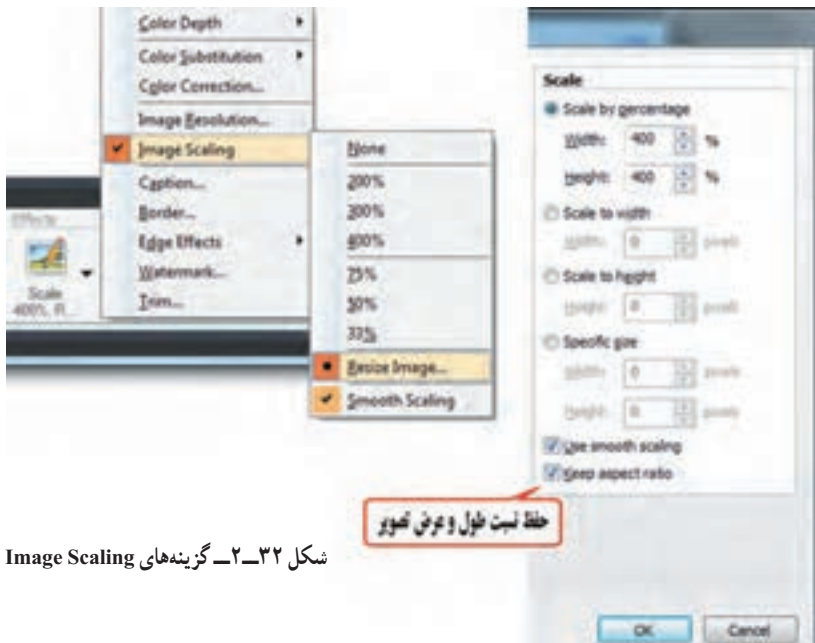 Color Depth
Color Substitution
Color Correction...
Image Resolution...
Image Scaling
Caption...
Border...
Edge Effects
Watermark...
Trim...
Effects
Scale
400%, R...
None
200%
300%
400%
75%
50%
33%
Resize Image...
Smooth Scaling
Scale
Scale by percentage
Width: 400 %
Height: 400 %
Scale to width
Width: 0 pixels
Scale to height
Height: 0 pixels
Specific size
Width: 0 pixels
Height: 0 pixels
Use smooth scaling
Keep aspect ratio
حفظ نسبت طول و عرض تصویر
OK Cancel
شکل ۳۲ــ۲ــ گزینه‌های Image Scaling